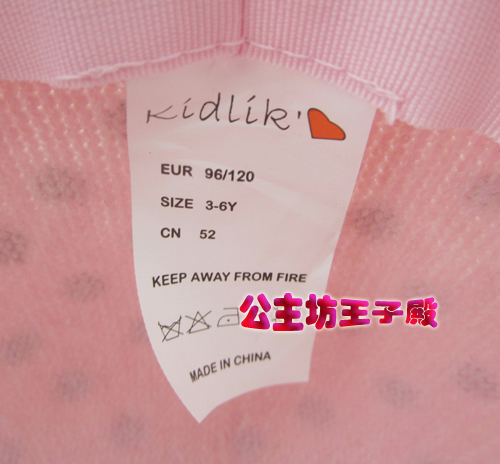 Kidlik'
EUR 96/120
SIZE 3-6Y
CN 52
KEEP AWAY FROM FIRE
公主坊王子殿
MADE IN CHINA